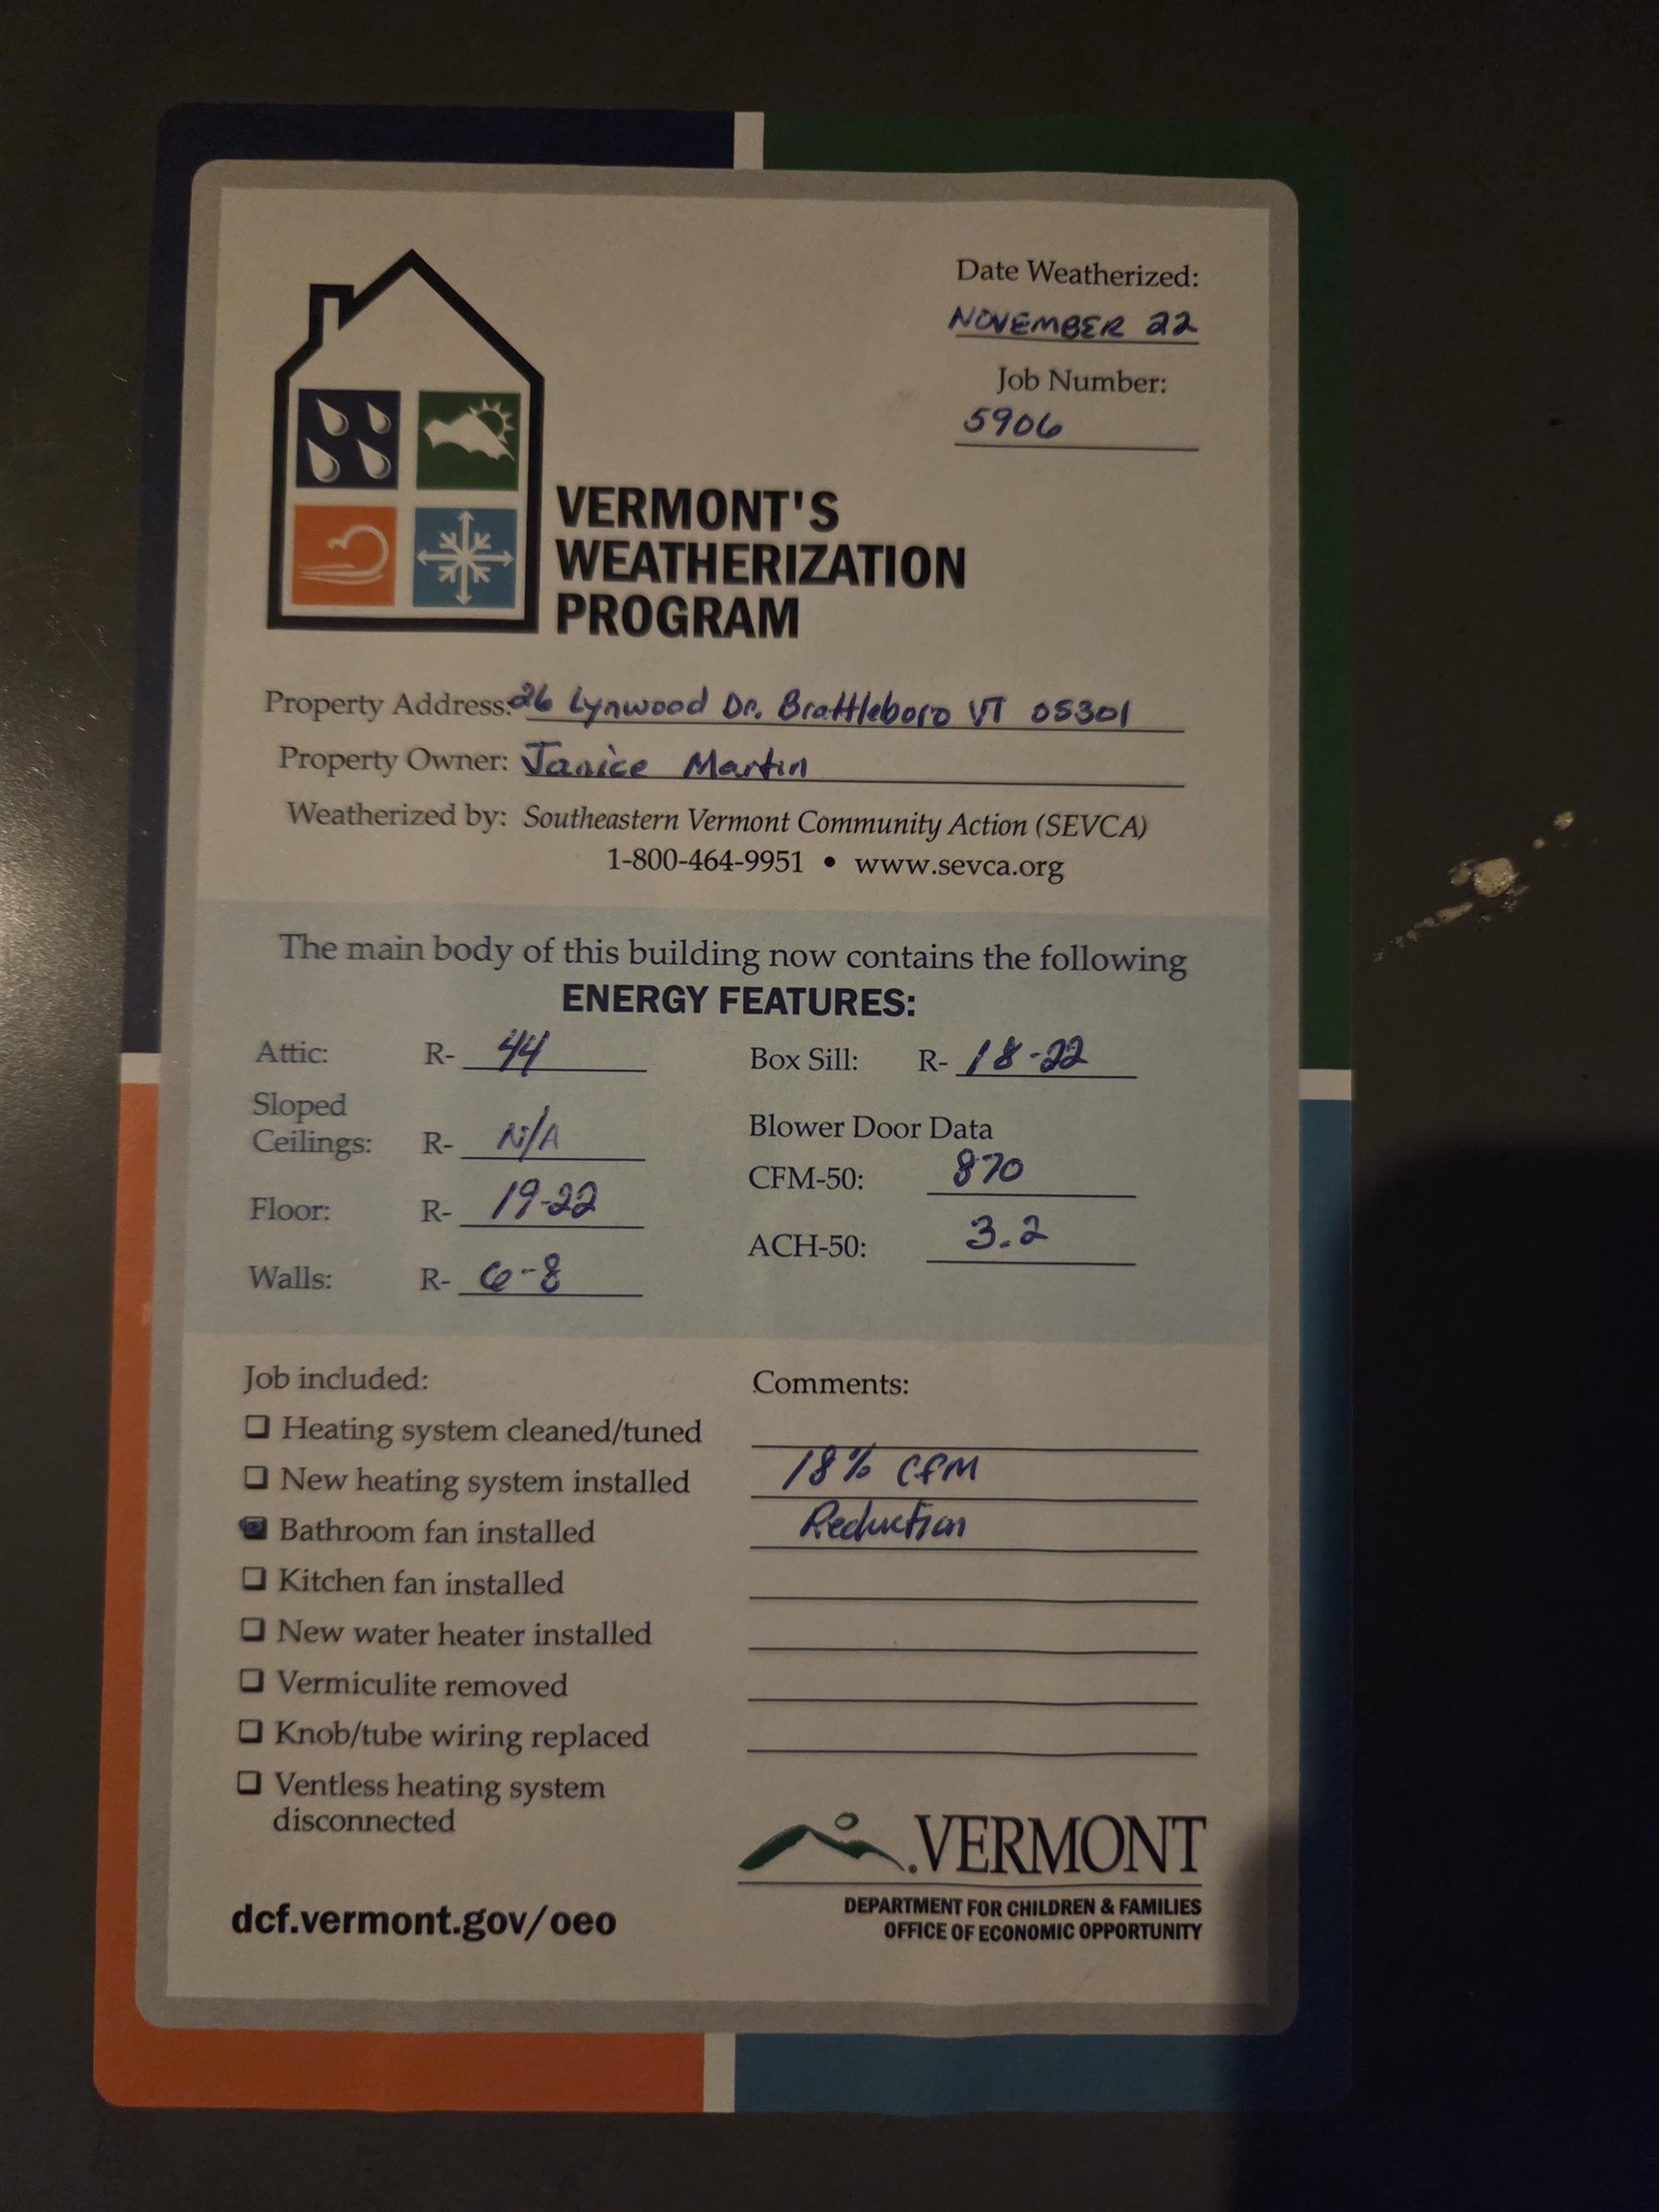 Date Weatherized:
NOVEMBER 22
Job Number:
5906
VERMONT'S
WEATHERIZATION
PROGRAM
Property Address: 26 Lynwood Dr. Brattleboro VT 05301
Property Owner: Janice Martin
Weatherized by: Southeastern Vermont Community Action (SEVCA)
1-800-464-9951 • www.sevca.org
The main body of this building now contains the following
ENERGY FEATURES:
Attic: R- 44
Sloped
Ceilings: R- N/A
Floor: R- 19-22
Walls: R- 6-8
Box Sill: R- 18-22
Blower Door Data
CFM-50: 870
ACH-50: 3.2
Job included:
Heating system cleaned/tuned
New heating system installed
Bathroom fan installed
Kitchen fan installed
New water heater installed
Vermiculite removed
Knob/tube wiring replaced
Ventless heating system
disconnected
Comments:
18% CFM
Reduction
dcf.vermont.gov/oeo
VERMONT
DEPARTMENT FOR CHILDREN & FAMILIES
OFFICE OF ECONOMIC OPPORTUNITY